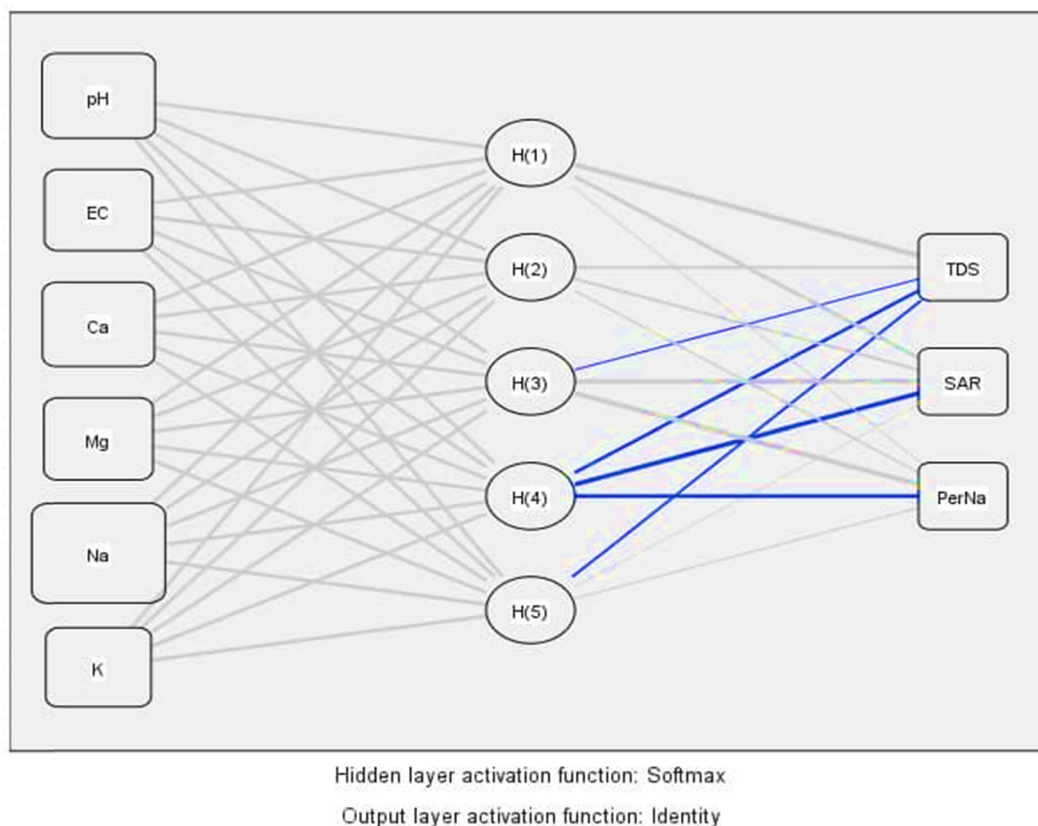 pH
EC
Ca
Mg
Na
K
H(1)
H(2)
H(3)
H(4)
H(5)
TDS
SAR
PerNa
Hidden layer activation function: Softmax
Output layer activation function: Identity